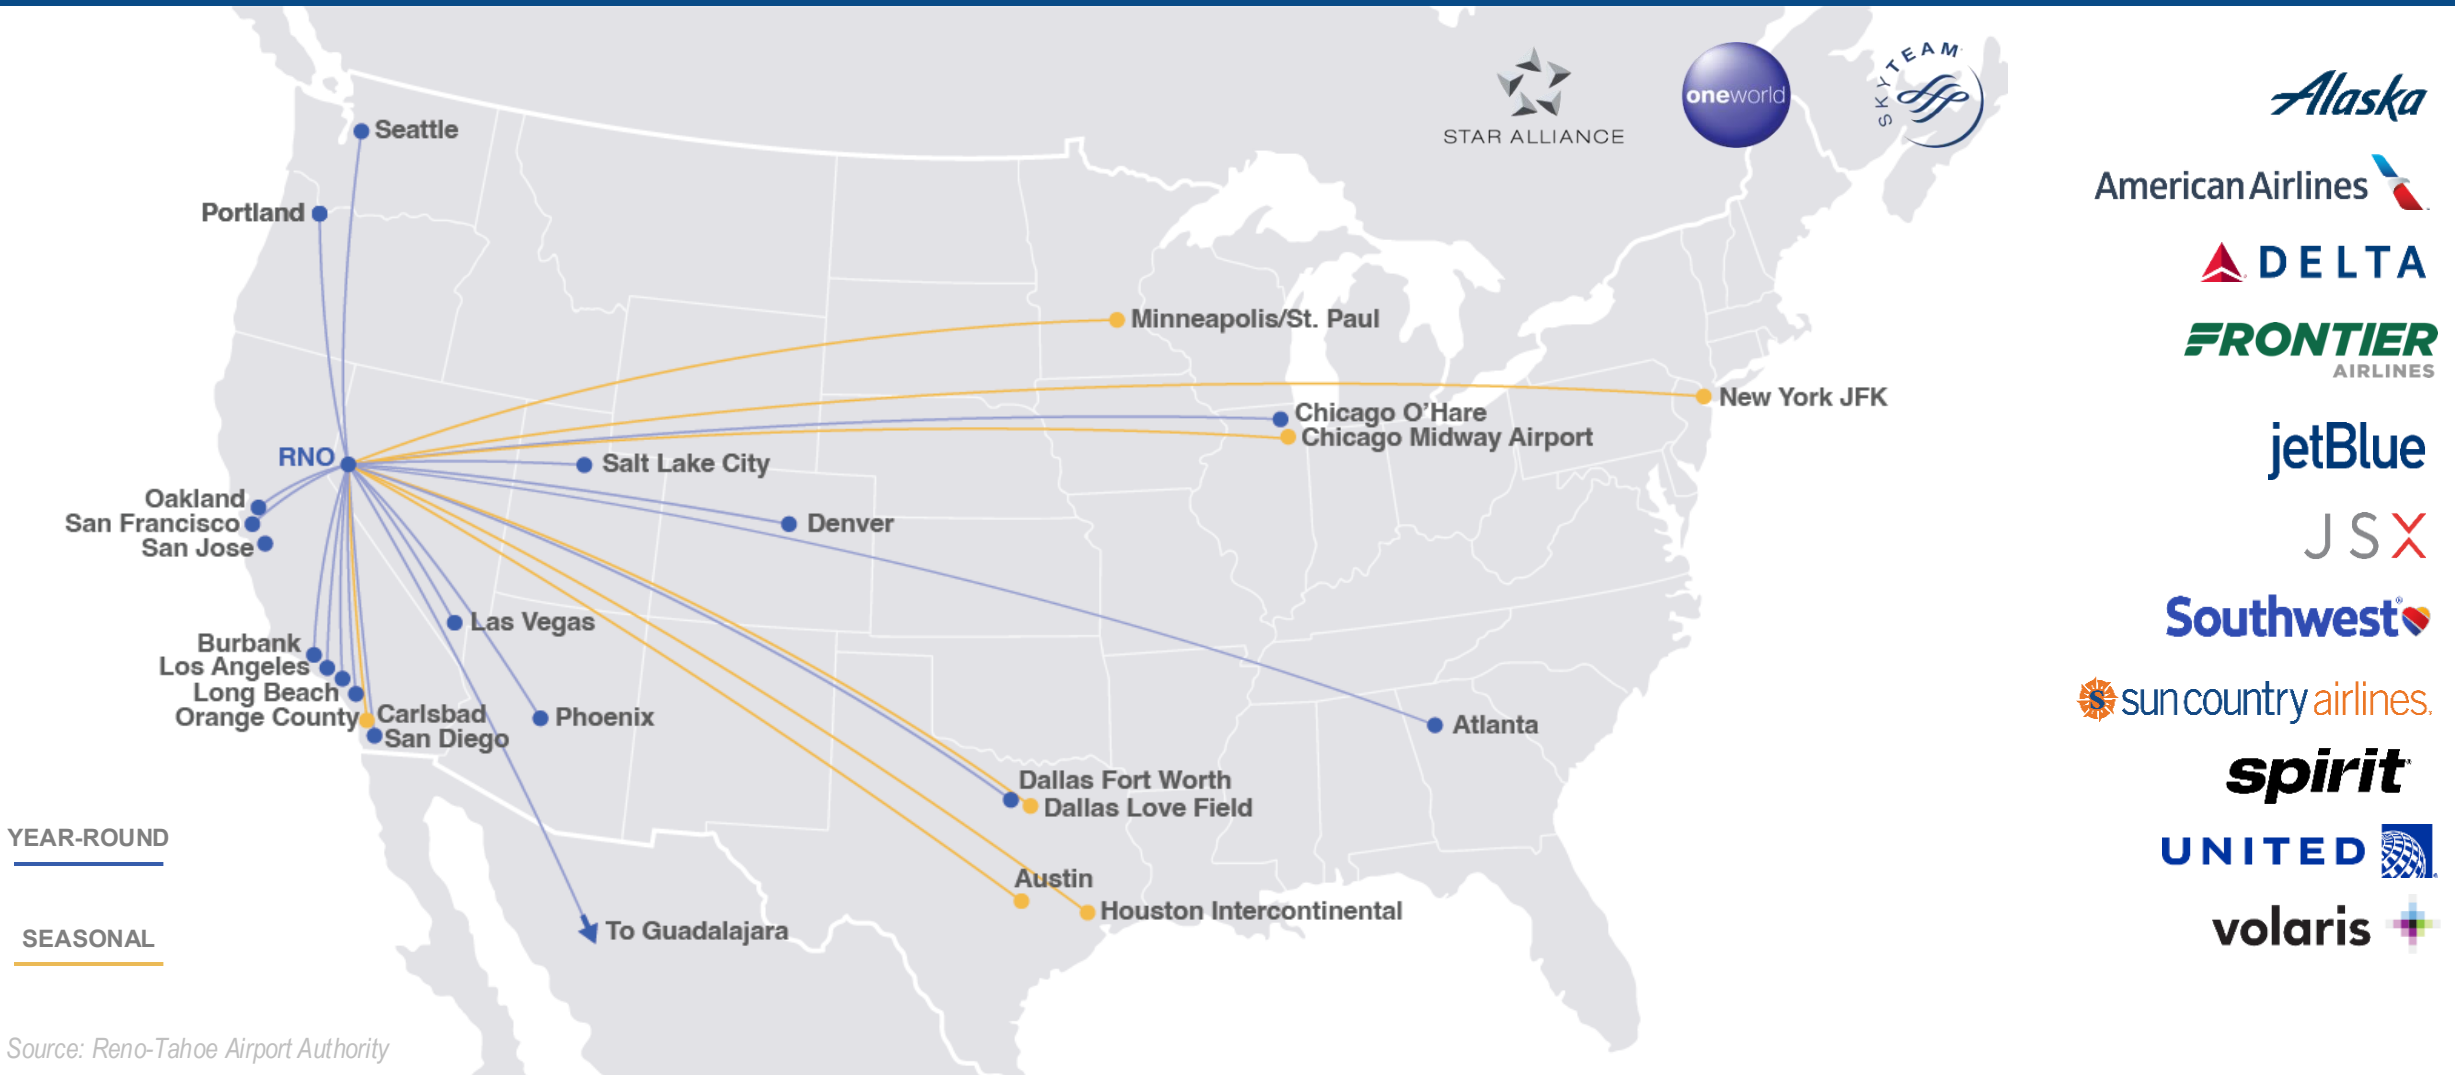 STAR ALLIANCE
oneworld
SKYTEAM
Seattle
Portland
Minneapolis/St. Paul
New York JFK
Chicago O’Hare
Chicago Midway Airport
RNO
Salt Lake City
Oakland
San Francisco
San Jose
Denver
Las Vegas
Burbank
Los Angeles
Long Beach
Orange County
Carlsbad
San Diego
Phoenix
Atlanta
Dallas Fort Worth
Dallas Love Field
Austin
Houston Intercontinental
To Guadalajara
YEAR-ROUND
SEASONAL
Source: Reno-Tahoe Airport Authority
Alaska
American Airlines
DELTA
FRONTIER
AIRLINES
jetBlue
JSX
Southwest®
S sun country airlines.
spirit
UNITED
volaris